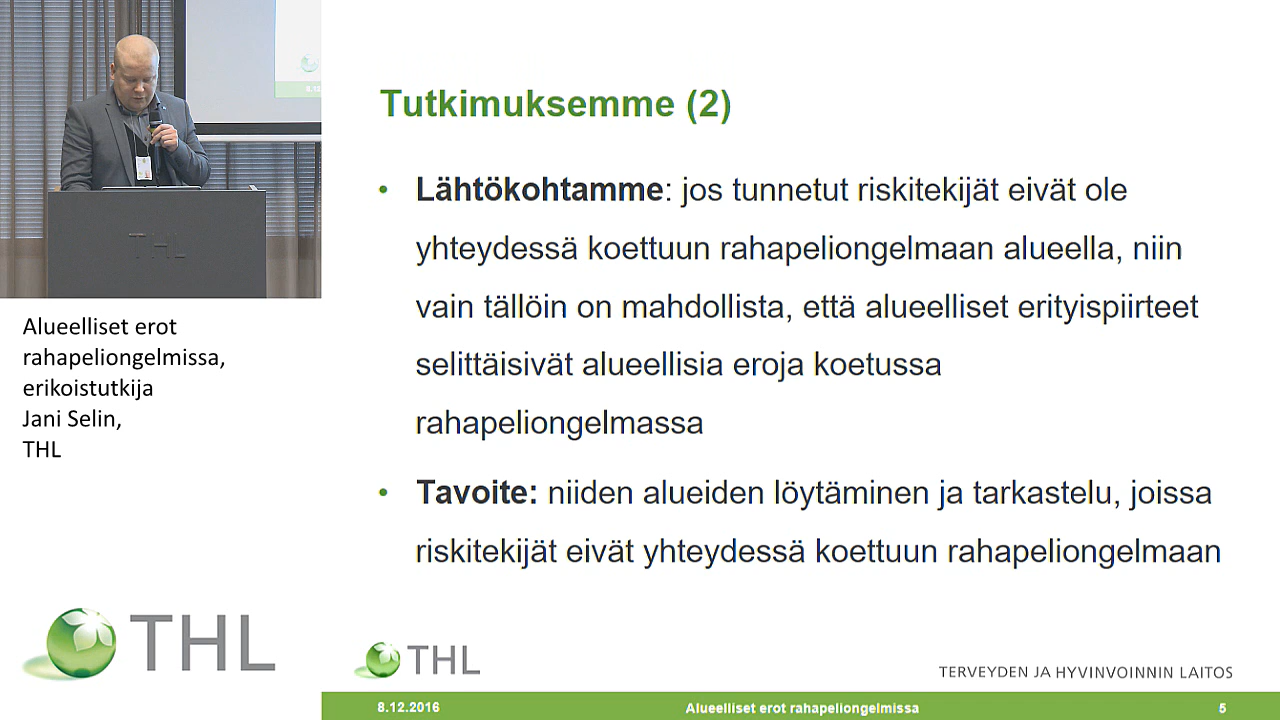 8.12
THL
Alueelliset erot
rahapeliongelmissa,
erikoistutkija
Jani Selin,
THL
THL
Tutkimuksemme (2)
• Lähtökohtamme: jos tunnetut riskitekijät eivät ole
yhteydessä koettuun rahapeliongelmaan alueella, niin
vain tällöin on mahdollista, että alueelliset erityispiirteet
selittäisivät alueellisia eroja koetussa
rahapeliongelmassa
• Tavoite: niiden alueiden löytäminen ja tarkastelu, joissa
riskitekijät eivät yhteydessä koettuun rahapeliongelmaan
THL
TERVEYDEN JA HYVINVOINNIN LAITOS
8.12.2016 Alueelliset erot rahapeliongelmissa 5